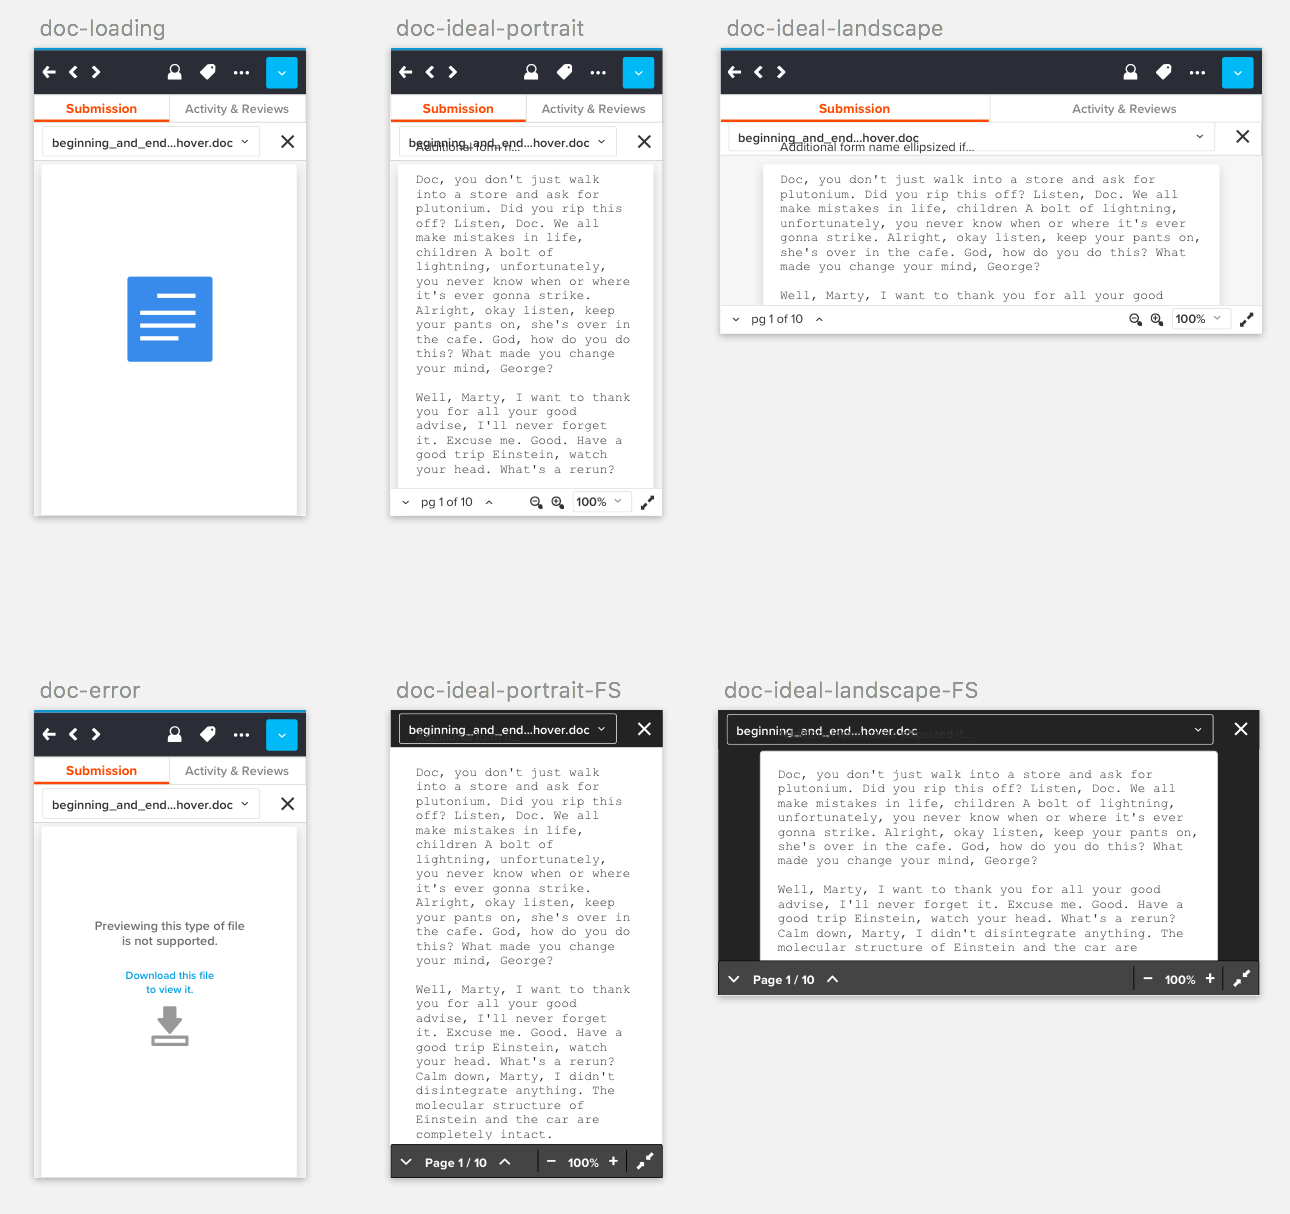 doc-loading
Submission
Activity & Reviews
beginning_and_end...hover.doc
doc-ideal-portrait
Submission
Activity & Reviews
beginning_and_end...hover.doc
Additional form n...
Doc, you don't just walk
into a store and ask for
plutonium. Did you rip this
off? Listen, Doc. We all
make mistakes in life,
children A bolt of
lightning, unfortunately,
you never know when or where
it's ever gonna strike.
Alright, okay listen, keep
your pants on, she's over in
the cafe. God, how do you do
this? What made you change
your mind, George?
Well, Marty, I want to thank
you for all your good
advise, I'll never forget
it. Excuse me. Good. Have a
good trip Einstein, watch
your head. What's a rerun?
pg 1 of 10
100%
doc-ideal-landscape
Submission
Activity & Reviews
beginning_and_end...hover.doc
Additional form name ellipsized if...
Doc, you don't just walk into a store and ask for
plutonium. Did you rip this off? Listen, Doc. We all
make mistakes in life, children A bolt of lightning,
unfortunately, you never know when or where it's ever
gonna strike. Alright, okay listen, keep your pants on,
she's over in the cafe. God, how do you do this? What
made you change your mind, George?
Well, Marty, I want to thank you for all your good
pg 1 of 10
100%
doc-error
Submission
Activity & Reviews
beginning_and_end...hover.doc
Previewing this type of file
is not supported.
Download this file
to view it.
doc-ideal-portrait-FS
beginning_and_end...hover.doc
Doc, you don't just walk
into a store and ask for
plutonium. Did you rip this
off? Listen, Doc. We all
make mistakes in life,
children A bolt of
lightning, unfortunately,
you never know when or where
it's ever gonna strike.
Alright, okay listen, keep
your pants on, she's over in
the cafe. God, how do you do
this? What made you change
your mind, George?
Well, Marty, I want to thank
you for all your good
advise, I'll never forget
it. Excuse me. Good. Have a
good trip Einstein, watch
your head. What's a rerun?
Calm down, Marty, I didn't
disintegrate anything. The
molecular structure of
Einstein and the car are
completely intact.
Page 1 / 10
100%
doc-ideal-landscape-FS
beginning_and_end...hover.doc
ellipsized if...
Doc, you don't just walk into a store and ask for
plutonium. Did you rip this off? Listen, Doc. We all
make mistakes in life, children A bolt of lightning,
unfortunately, you never know when or where it's ever
gonna strike. Alright, okay listen, keep your pants on,
she's over in the cafe. God, how do you do this? What
made you change your mind, George?
Well, Marty, I want to thank you for all your good
advise, I'll never forget it. Excuse me. Good. Have a
good trip Einstein, watch your head. What's a rerun?
Calm down, Marty, I didn't disintegrate anything. The
molecular structure of Einstein and the car are
Page 1 / 10
100%